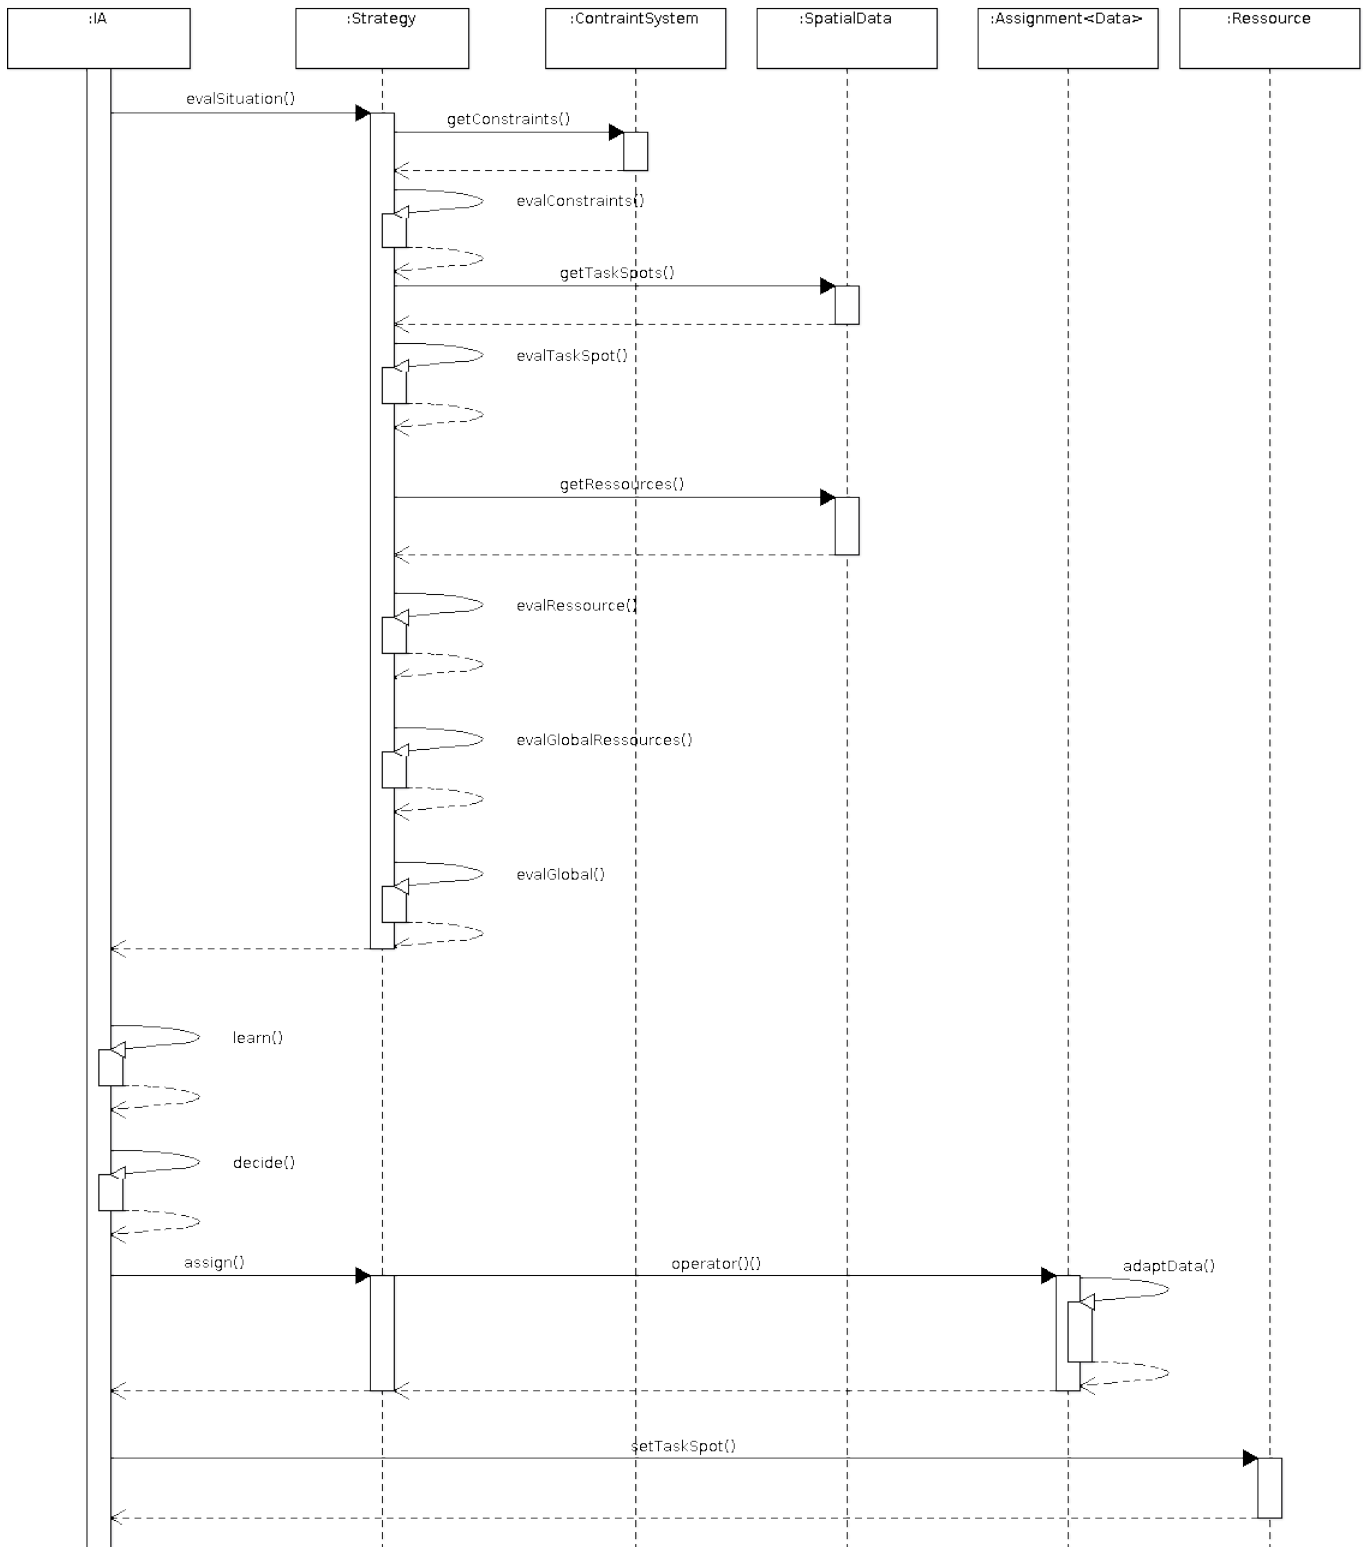 :IA
:Strategy
:ContraintSystem
:SpatialData
:Assignment<Data>
:Ressource
evalSituation()
getConstraints()
evalConstraints()
getTaskSpots()
evalTaskSpot()
getRessources()
evalRessource()
evalGlobalRessources()
evalGlobal()
learn()
decide()
assign()
operator()()
adaptData()
setTaskSpot()